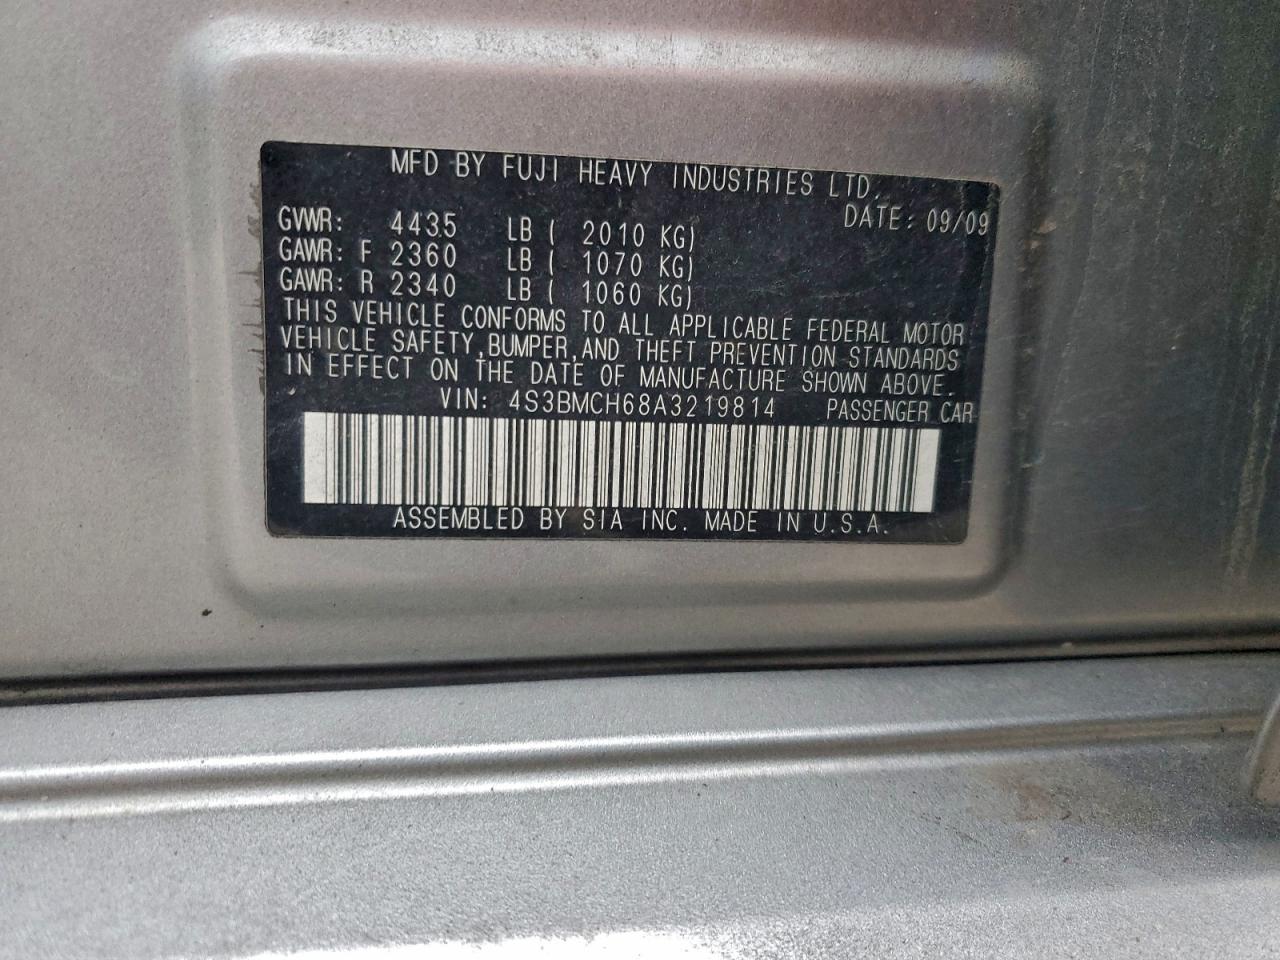 MFD BY FUJI HEAVY INDUSTRIES LTD.
DATE: 09/09
GVWR: 4435 LB ( 2010 KG)
GAWR: F 2360 LB ( 1070 KG)
GAWR: R 2340 LB ( 1060 KG)
THIS VEHICLE CONFORMS TO ALL APPLICABLE FEDERAL MOTOR
VEHICLE SAFETY,BUMPER,AND THEFT PREVENTION STANDARDS
IN EFFECT ON THE DATE OF MANUFACTURE SHOWN ABOVE.
VIN: 4S3BMCH68A3219814 PASSENGER CAR
ASSEMBLED BY SIA INC. MADE IN U.S.A.